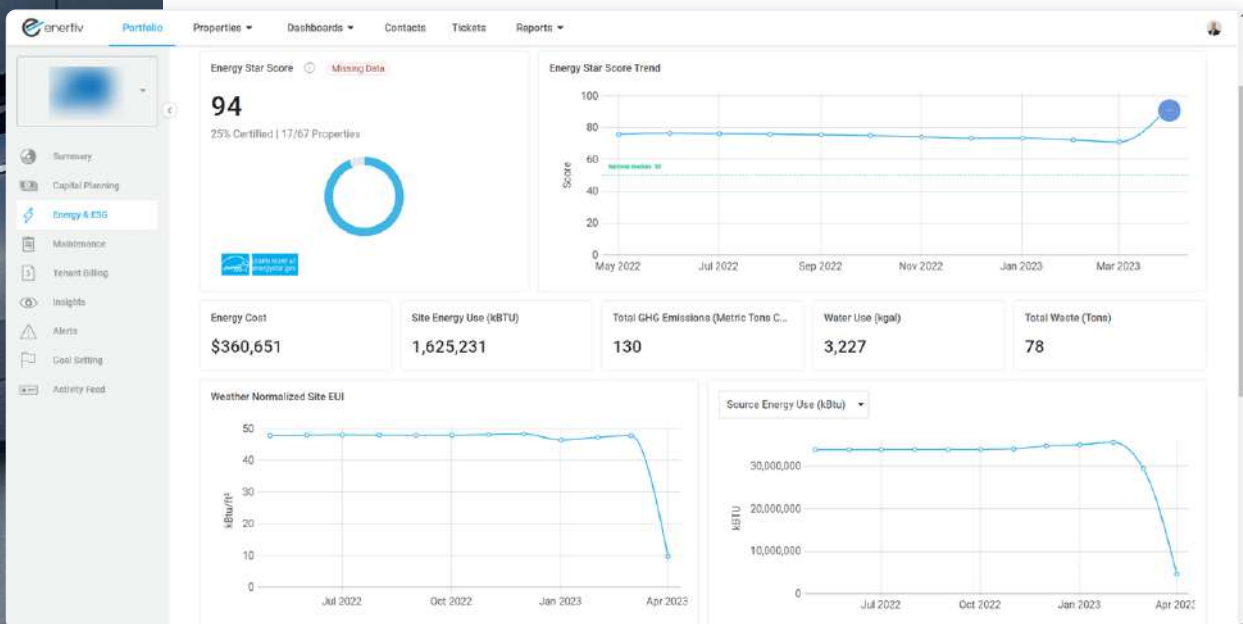 enertiv
Portfolio
Properties
Dashboards
Contacts
Tickets
Reports
Summary
Capital Planning
Energy & ESG
Maintenance
Tenant Billing
Insights
Alerts
Goal Setting
Activity Feed
Energy Star Score
Missing Data
94
25% Certified | 17/67 Properties
Energy Star Score Trend
Score
100
80
60
40
20
0
May 2022
Jul 2022
Sep 2022
Nov 2022
Jan 2023
Mar 2023
Energy Cost
$360,651
Site Energy Use (kBTU)
1,625,231
Total GHG Emissions (Metric Tons C...
130
Water Use (kgal)
3,227
Total Waste (Tons)
78
Weather Normalized Site EUI
kBtu/ft²
50
40
30
20
10
0
Jul 2022
Oct 2022
Jan 2023
Apr 2023
Source Energy Use (kBtu)
kBTU
30,000,000
20,000,000
10,000,000
0
Jul 2022
Oct 2022
Jan 2023
Apr 2023